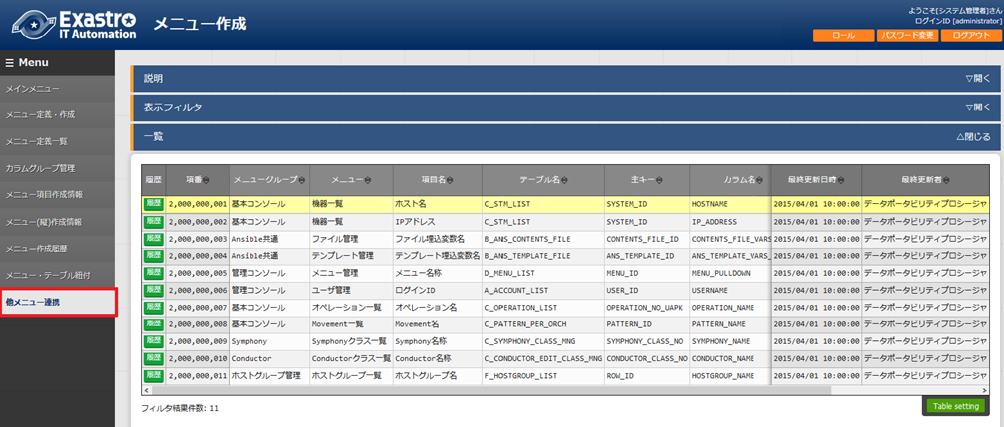 Exastro
IT Automation
メニュー作成
ようこそ[システム管理者]さん
ログインID [administrator]
ロール パスワード変更 ログアウト
Menu
メインメニュー
メニュー定義・作成
メニュー定義一覧
カラムグループ管理
メニュー項目作成情報
メニュー(縦)作成情報
メニュー作成履歴
メニュー・テーブル紐付
他メニュー連携
説明 ▽開く
表示フィルタ ▽開く
一覧 △閉じる
履歴 項番 メニューグループ メニュー 項目名 テーブル名 主キー カラム名 最終更新日時 最終更新者
履歴 2,000,000,001 基本コンソール 機器一覧 ホスト名 C_STM_LIST SYSTEM_ID HOSTNAME 2015/04/01 10:00:00 データポータビリティプロシージャ
履歴 2,000,000,002 基本コンソール 機器一覧 IPアドレス C_STM_LIST SYSTEM_ID IP_ADDRESS 2015/04/01 10:00:00 データポータビリティプロシージャ
履歴 2,000,000,003 Ansible共通 ファイル管理 ファイル埋込変数名 B_ANS_CONTENTS_FILE CONTENTS_FILE_ID CONTENTS_FILE_VARS 2015/04/01 10:00:00 データポータビリティプロシージャ
履歴 2,000,000,004 Ansible共通 テンプレート管理 テンプレート埋込変数名 B_ANS_TEMPLATE_FILE ANS_TEMPLATE_ID ANS_TEMPLATE_VARS_ 2015/04/01 10:00:00 データポータビリティプロシージャ
履歴 2,000,000,005 管理コンソール メニュー管理 メニュー名称 D_MENU_LIST MENU_ID MENU_PULLDOWN 2015/04/01 10:00:00 データポータビリティプロシージャ
履歴 2,000,000,006 管理コンソール ユーザ管理 ログインID A_ACCOUNT_LIST USER_ID USERNAME 2015/04/01 10:00:00 データポータビリティプロシージャ
履歴 2,000,000,007 基本コンソール オペレーション一覧 オペレーション名 C_OPERATION_LIST OPERATION_NO_UAPK OPERATION_NAME 2015/04/01 10:00:00 データポータビリティプロシージャ
履歴 2,000,000,008 基本コンソール Movement一覧 Movement名 C_PATTERN_PER_ORCH PATTERN_ID PATTERN_NAME 2015/04/01 10:00:00 データポータビリティプロシージャ
履歴 2,000,000,009 Symphony Symphonyクラス一覧 Symphony名称 C_SYMPHONY_CLASS_MNG SYMPHONY_CLASS_NO SYMPHONY_NAME 2015/04/01 10:00:00 データポータビリティプロシージャ
履歴 2,000,000,010 Conductor Conductorクラス一覧 Conductor名称 C_CONDUCTOR_EDIT_CLASS_MNG CONDUCTOR_CLASS_NO CONDUCTOR_NAME 2015/04/01 10:00:00 データポータビリティプロシージャ
履歴 2,000,000,011 ホストグループ管理 ホストグループ一覧 ホストグループ名 F_HOSTGROUP_LIST ROW_ID HOSTGROUP_NAME 2015/04/01 10:00:00 データポータビリティプロシージャ
フィルタ結果件数: 11
Table setting